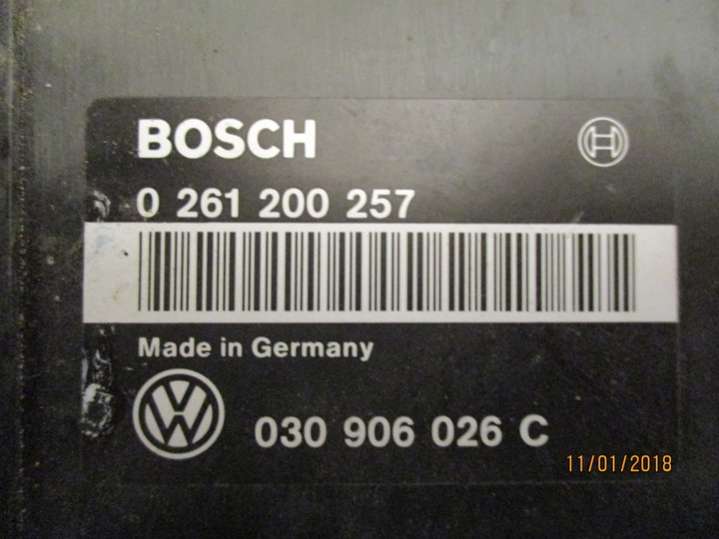 BOSCH
0 261 200 257
Made in Germany
030 906 026 C
11/01/2018